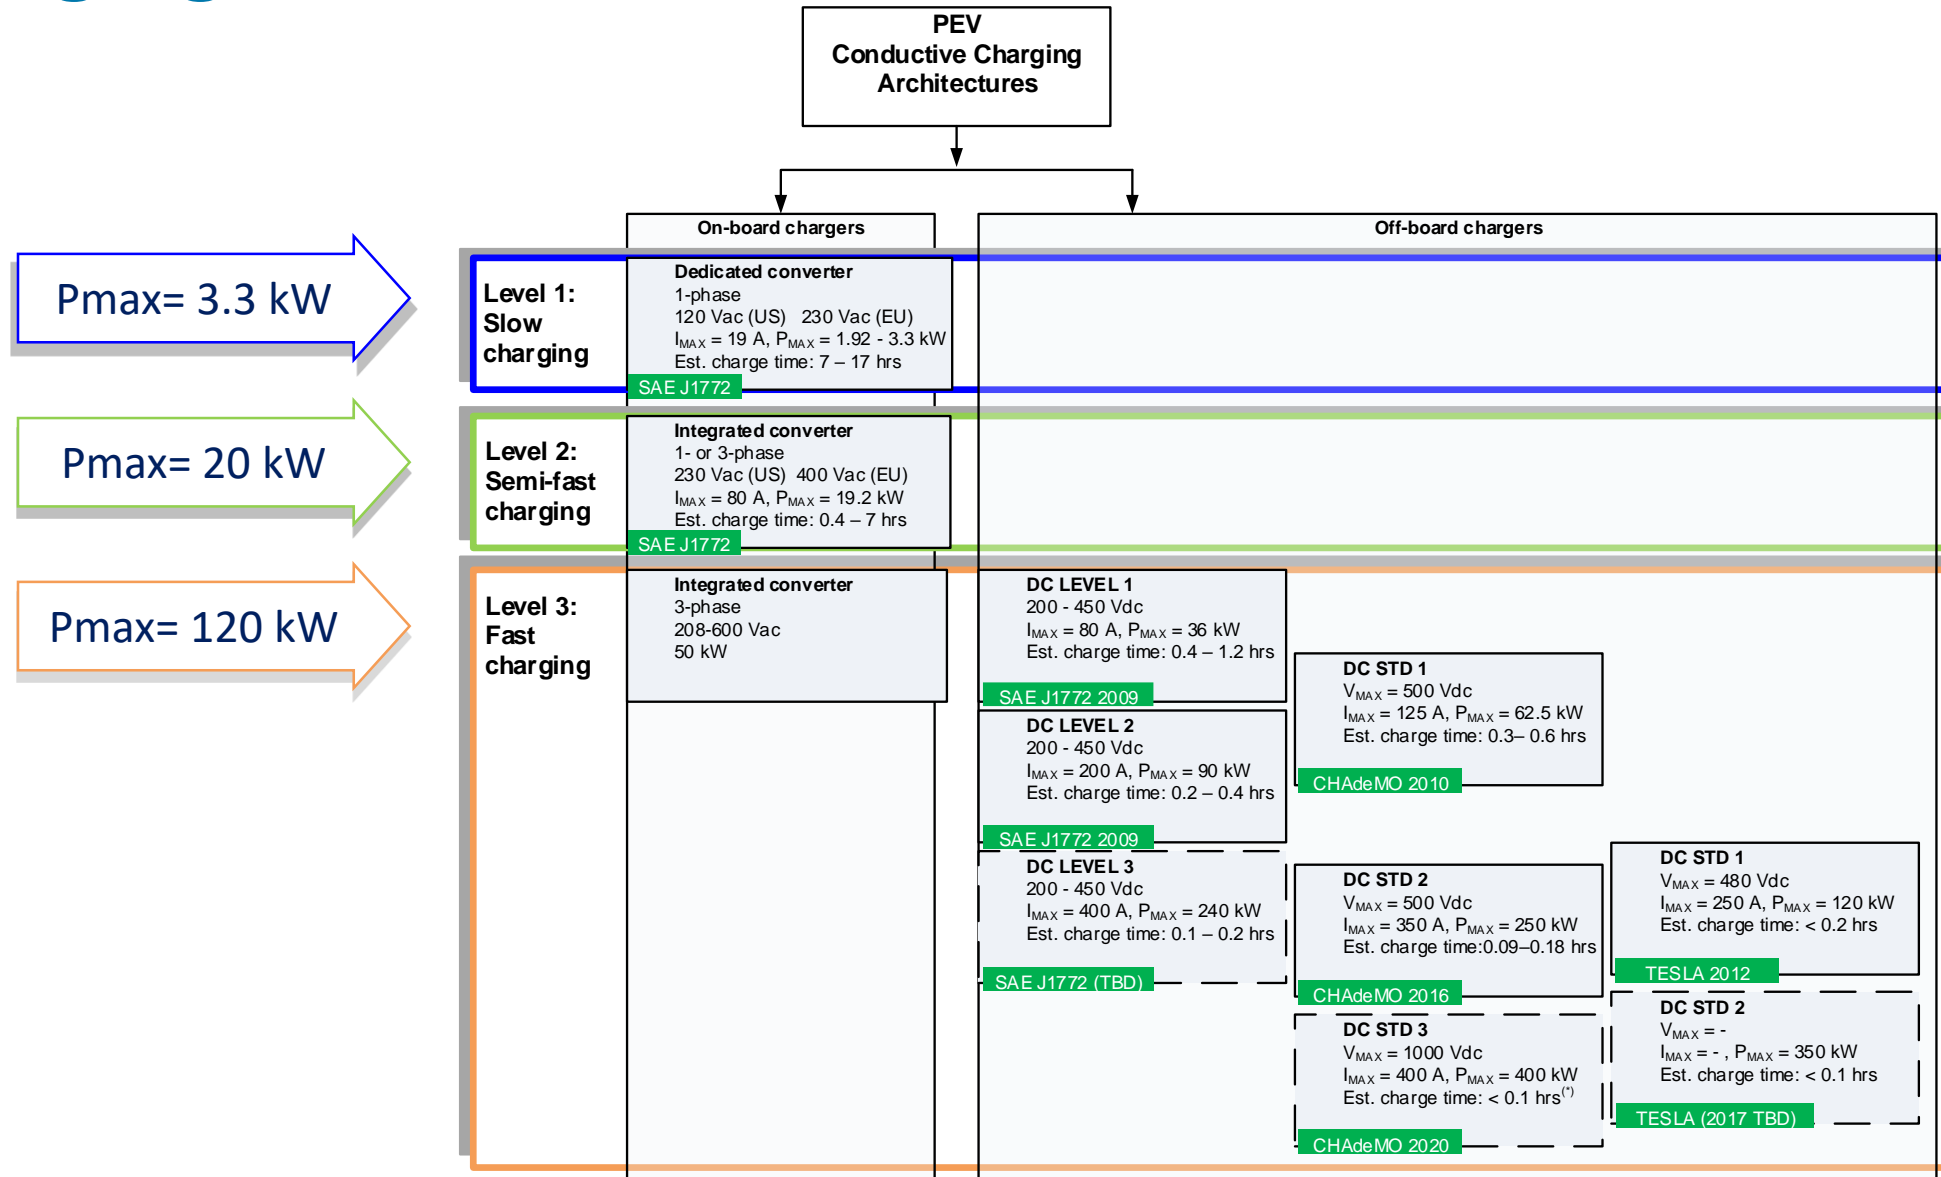 PEV
Conductive Charging
Architectures
On-board chargers
Off-board chargers
Pmax= 3.3 kW
Level 1:
Slow
charging
Dedicated converter
1-phase
120 Vac (US)   230 Vac (EU)
IMAX = 19 A, PMAX = 1.92 - 3.3 kW
Est. charge time: 7 – 17 hrs
SAE J1772
Pmax= 20 kW
Level 2:
Semi-fast
charging
Integrated converter
1- or 3-phase
230 Vac (US)  400 Vac (EU)
IMAX = 80 A, PMAX = 19.2 kW
Est. charge time: 0.4 – 7 hrs
SAE J1772
Pmax= 120 kW
Level 3:
Fast
charging
Integrated converter
3-phase
208-600 Vac
50 kW
DC LEVEL 1
200 - 450 Vdc
IMAX = 80 A, PMAX = 36 kW
Est. charge time: 0.4 – 1.2 hrs
SAE J1772 2009
DC LEVEL 2
200 - 450 Vdc
IMAX = 200 A, PMAX = 90 kW
Est. charge time: 0.2 – 0.4 hrs
SAE J1772 2009
DC LEVEL 3
200 - 450 Vdc
IMAX = 400 A, PMAX = 240 kW
Est. charge time: 0.1 – 0.2 hrs
SAE J1772 (TBD)
DC STD 1
VMAX = 500 Vdc
IMAX = 125 A, PMAX = 62.5 kW
Est. charge time: 0.3– 0.6 hrs
CHAdeMO 2010
DC STD 2
VMAX = 500 Vdc
IMAX = 350 A, PMAX = 250 kW
Est. charge time:0.09–0.18 hrs
CHAdeMO 2016
DC STD 3
VMAX = 1000 Vdc
IMAX = 400 A, PMAX = 400 kW
Est. charge time: < 0.1 hrs(*)
CHAdeMO 2020
DC STD 1
VMAX = 480 Vdc
IMAX = 250 A, PMAX = 120 kW
Est. charge time: < 0.2 hrs
TESLA 2012
DC STD 2
VMAX = -
IMAX = - , PMAX = 350 kW
Est. charge time: < 0.1 hrs
TESLA (2017 TBD)